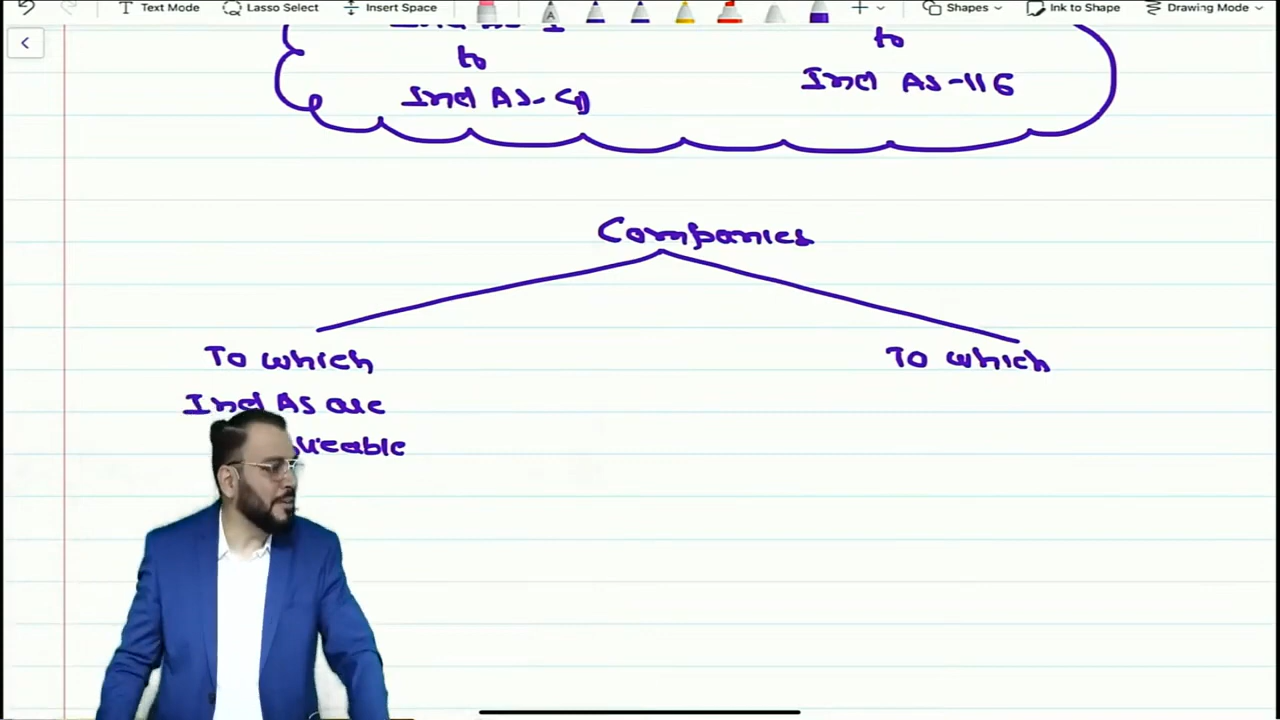 Text Mode Lasso Select Insert Space Shapes Ink to Shape Drawing Mode
to
to
Ind AS-41
Ind AS-116
Companies
To which
To which
Ind AS are